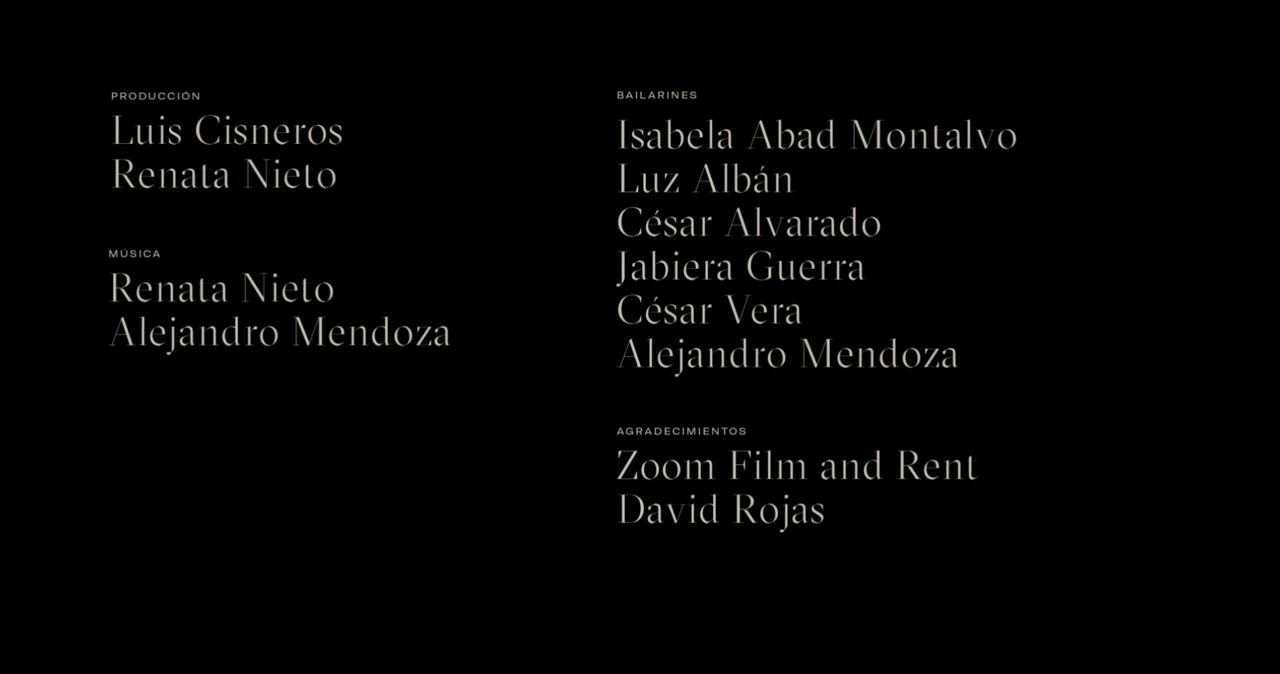 PRODUCCIÓN
Luis Cisneros
Renata Nieto
MÚSICA
Renata Nieto
Alejandro Mendoza
BAILARINES
Isabela Abad Montalvo
Luz Albán
César Alvarado
Jabiera Guerra
César Vera
Alejandro Mendoza
AGRADECIMIENTOS
Zoom Film and Rent
David Rojas